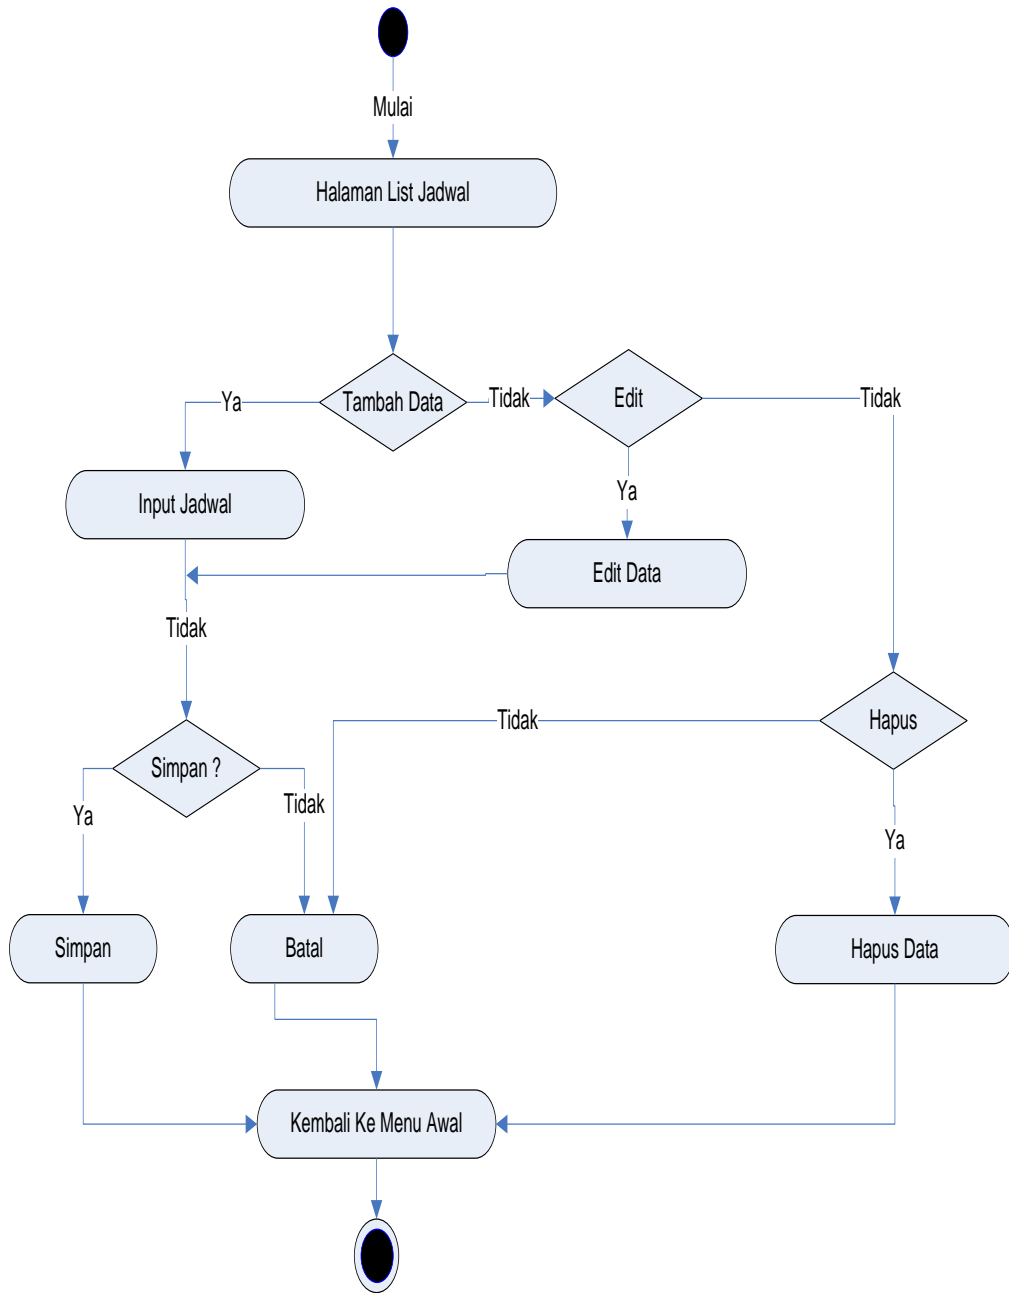 Mulai
Halaman List Jadwal
Tambah Data
Ya
Tidak
Edit
Tidak
Ya
Input Jadwal
Edit Data
Tidak
Simpan ?
Ya
Tidak
Tidak
Hapus
Ya
Simpan
Batal
Hapus Data
Kembali Ke Menu Awal